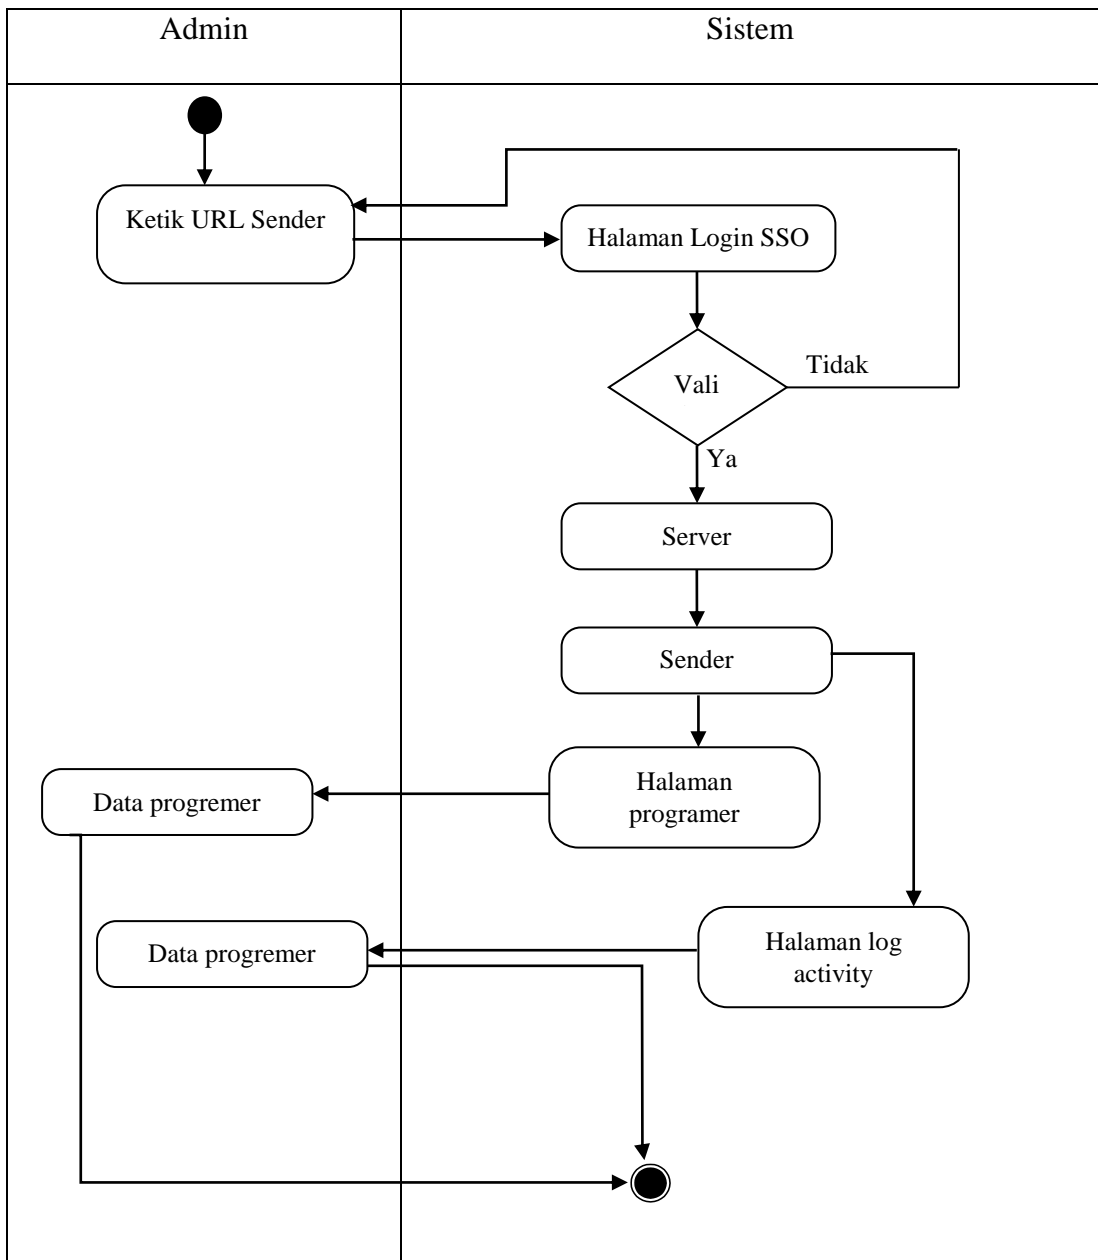 Admin
Sistem
Ketik URL Sender
Halaman Login SSO
Vali
Tidak
Ya
Server
Sender
Halaman
programer
Data progremer
Data progremer
Halaman log
activity